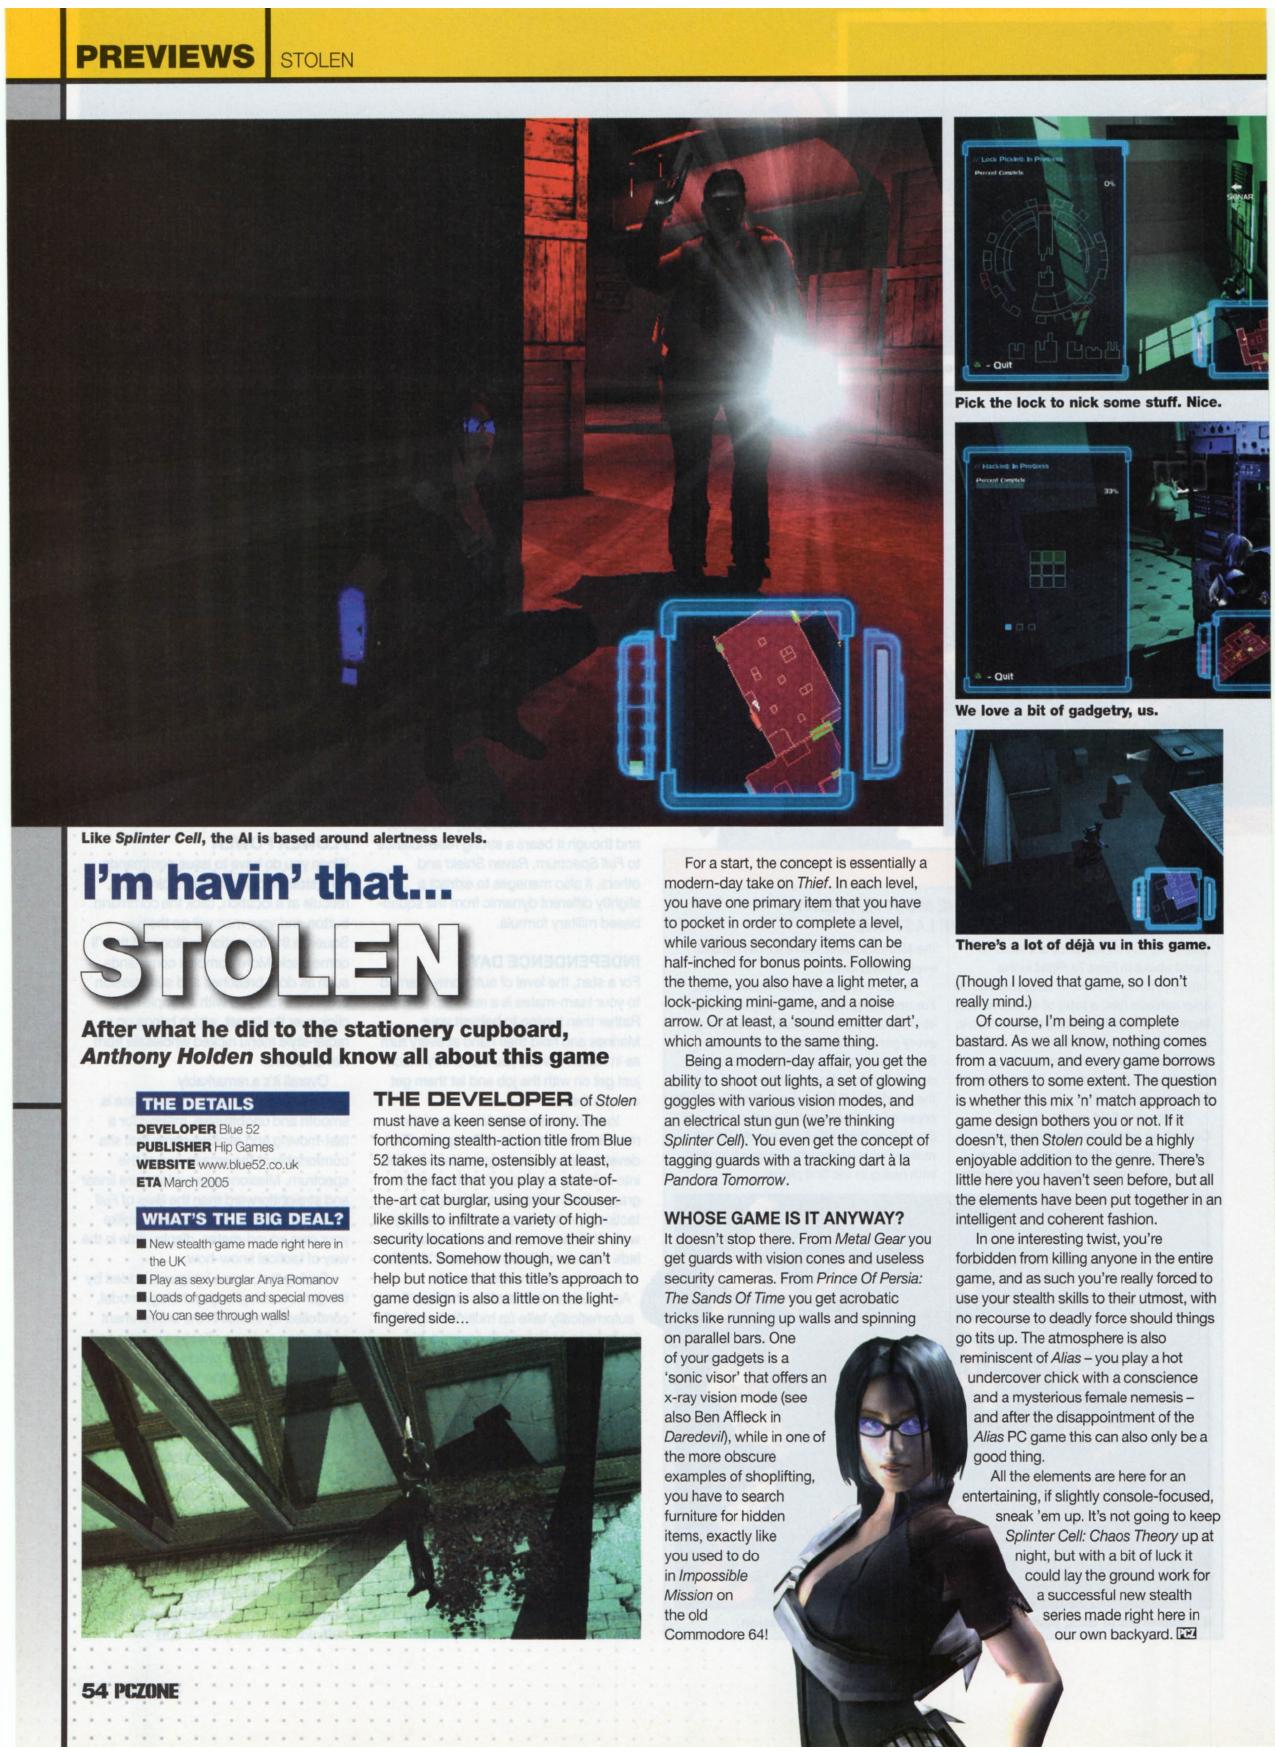 PREVIEWS STOLEN
// Lock Picking: In Progress
Percent Complete
0%
SONAR
- Quit
Pick the lock to nick some stuff. Nice.
// Hacking: In Progress
Percent Complete
33%
- Quit
We love a bit of gadgetry, us.
There's a lot of déjà vu in this game.
Like Splinter Cell, the AI is based around alertness levels.
I'm havin' that...
STOLEN
After what he did to the stationery cupboard,
Anthony Holden should know all about this game
THE DETAILS
DEVELOPER Blue 52
PUBLISHER Hip Games
WEBSITE www.blue52.co.uk
ETA March 2005
WHAT'S THE BIG DEAL?
■ New stealth game made right here in
the UK
■ Play as sexy burglar Anya Romanov
■ Loads of gadgets and special moves
■ You can see through walls!
THE DEVELOPER of Stolen
must have a keen sense of irony. The
forthcoming stealth-action title from Blue
52 takes its name, ostensibly at least,
from the fact that you play a state-of-
the-art cat burglar, using your Scouser-
like skills to infiltrate a variety of high-
security locations and remove their shiny
contents. Somehow though, we can't
help but notice that this title's approach to
game design is also a little on the light-
fingered side...
For a start, the concept is essentially a
modern-day take on Thief. In each level,
you have one primary item that you have
to pocket in order to complete a level,
while various secondary items can be
half-inched for bonus points. Following
the theme, you also have a light meter, a
lock-picking mini-game, and a noise
arrow. Or at least, a 'sound emitter dart',
which amounts to the same thing.
Being a modern-day affair, you get the
ability to shoot out lights, a set of glowing
goggles with various vision modes, and
an electrical stun gun (we're thinking
Splinter Cell). You even get the concept of
tagging guards with a tracking dart à la
Pandora Tomorrow.
WHOSE GAME IS IT ANYWAY?
It doesn't stop there. From Metal Gear you
get guards with vision cones and useless
security cameras. From Prince Of Persia:
The Sands Of Time you get acrobatic
tricks like running up walls and spinning
on parallel bars. One
of your gadgets is a
'sonic visor' that offers an
x-ray vision mode (see
also Ben Affleck in
Daredevil), while in one of
the more obscure
examples of shoplifting,
you have to search
furniture for hidden
items, exactly like
you used to do
in Impossible
Mission on
the old
Commodore 64!
(Though I loved that game, so I don't
really mind.)
Of course, I'm being a complete
bastard. As we all know, nothing comes
from a vacuum, and every game borrows
from others to some extent. The question
is whether this mix 'n' match approach to
game design bothers you or not. If it
doesn't, then Stolen could be a highly
enjoyable addition to the genre. There's
little here you haven't seen before, but all
the elements have been put together in an
intelligent and coherent fashion.
In one interesting twist, you're
forbidden from killing anyone in the entire
game, and as such you're really forced to
use your stealth skills to their utmost, with
no recourse to deadly force should things
go tits up. The atmosphere is also
reminiscent of Alias – you play a hot
undercover chick with a conscience
and a mysterious female nemesis –
and after the disappointment of the
Alias PC game this can also only be a
good thing.
All the elements are here for an
entertaining, if slightly console-focused,
sneak 'em up. It's not going to keep
Splinter Cell: Chaos Theory up at
night, but with a bit of luck it
could lay the ground work for
a successful new stealth
series made right here in
our own backyard. PCZ
54 PCZONE